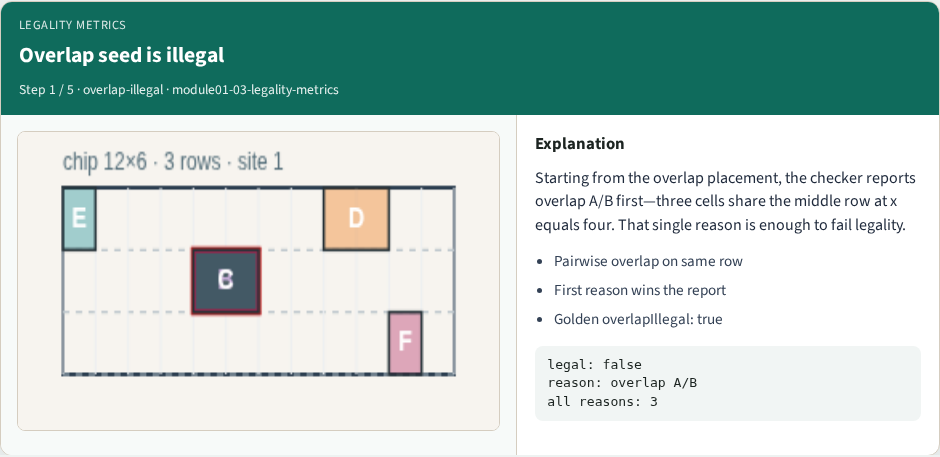 LEGALITY METRICS
Overlap seed is illegal
Step 1 / 5 · overlap-illegal · module01-03-legality-metrics
chip 12×6 · 3 rows · site 1
E
D
F
Explanation
Starting from the overlap placement, the checker reports
overlap A/B first—three cells share the middle row at x
equals four. That single reason is enough to fail legality.
• Pairwise overlap on same row
• First reason wins the report
• Golden overlapIllegal: true
legal: false
reason: overlap A/B
all reasons: 3